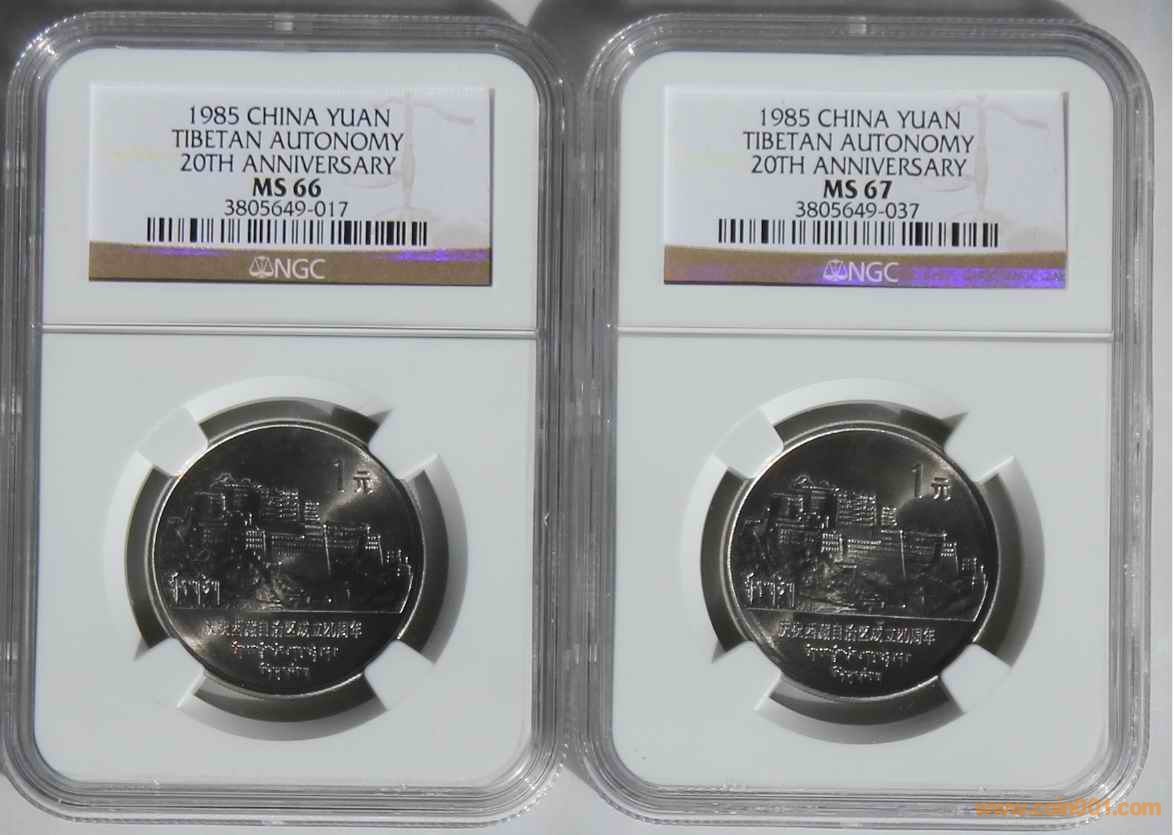 1985 CHINA YUAN
TIBETAN AUTONOMY
20TH ANNIVERSARY
MS 66
3805649-017
NGC
1元
庆祝西藏自治区成立20周年
1985 CHINA YUAN
TIBETAN AUTONOMY
20TH ANNIVERSARY
MS 67
3805649-037
NGC
1元
庆祝西藏自治区成立20周年
www.coin001.com